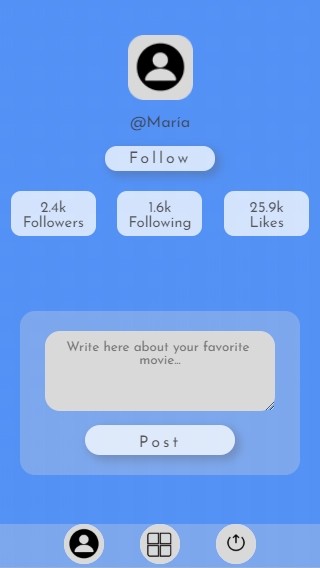 @Maria
Follow
2.4k
Followers
1.6k
Following
25.9k
Likes
Write here about your favorite
movie...
Post